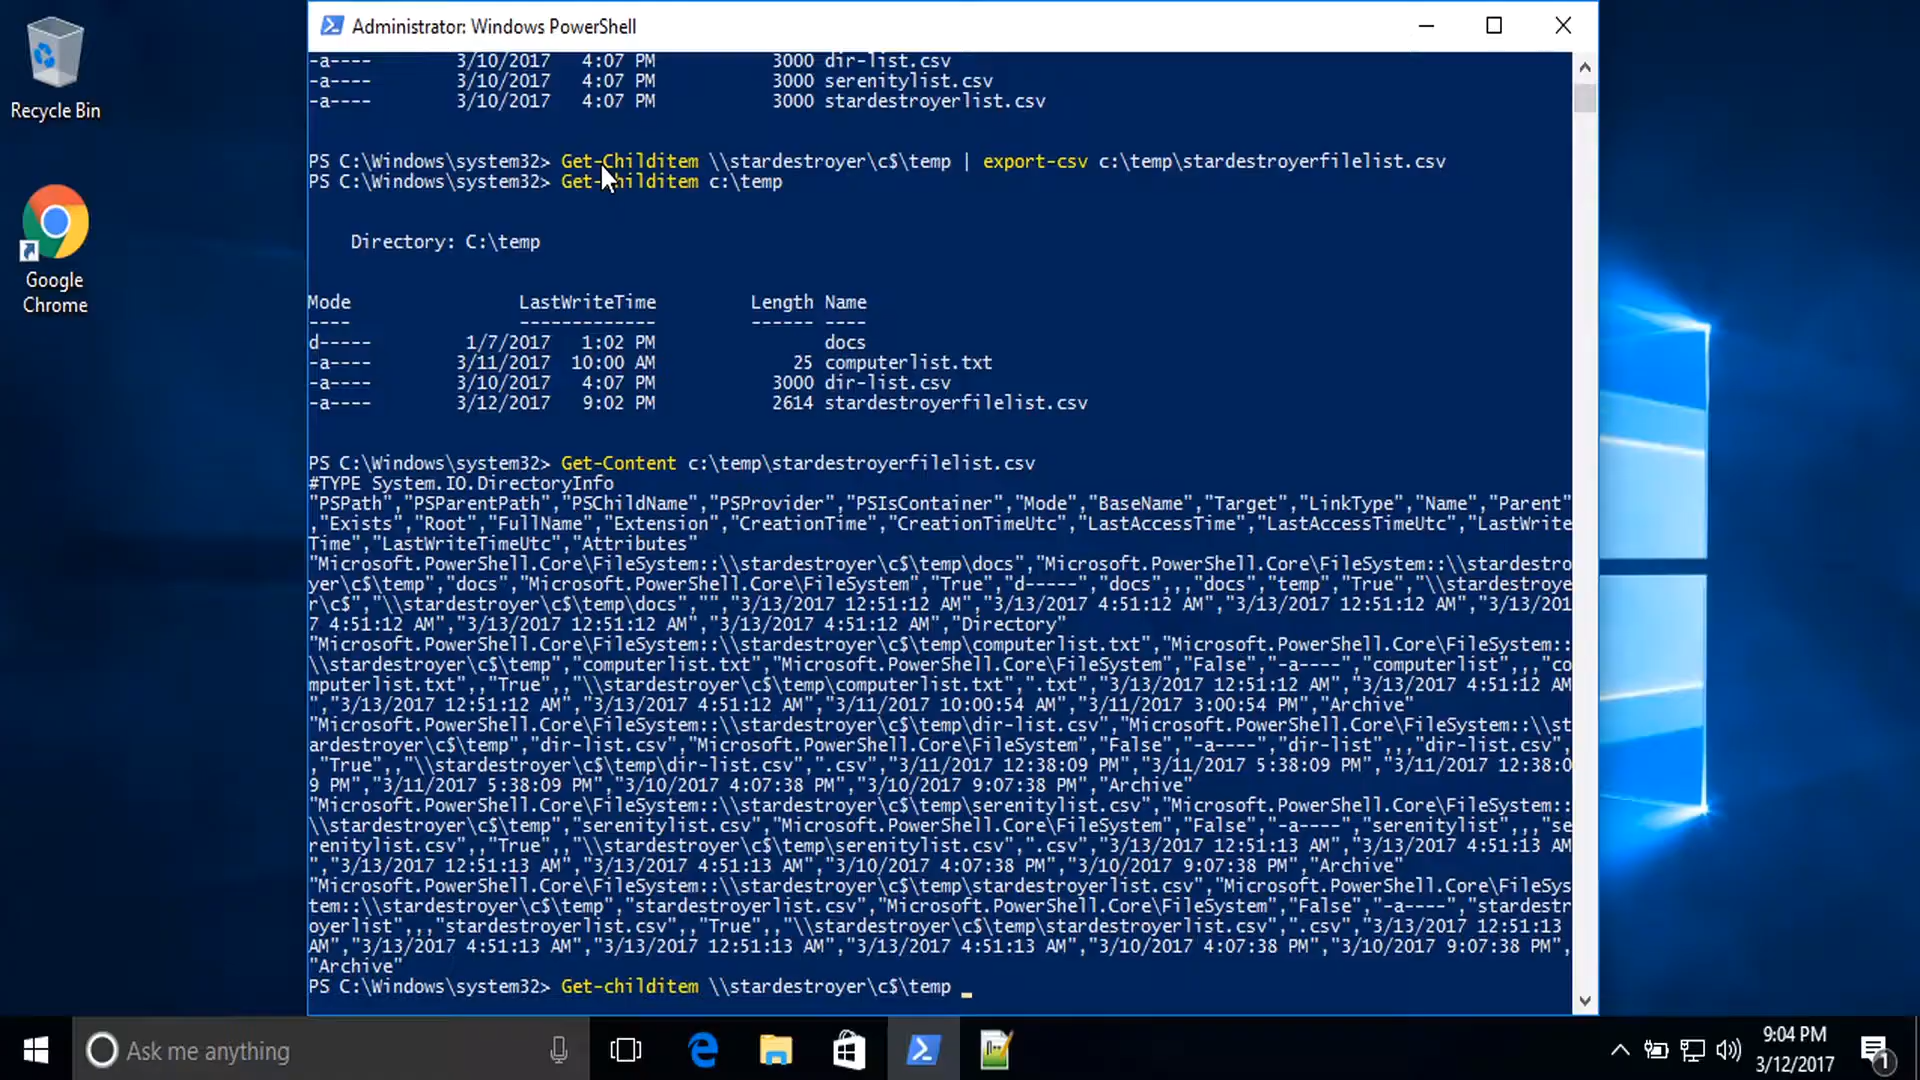 Recycle Bin
Google
Chrome
Administrator: Windows PowerShell
-a---- 3/10/2017 4:07 PM 3000 dir-list.csv
-a---- 3/10/2017 4:07 PM 3000 serenitylist.csv
-a---- 3/10/2017 4:07 PM 3000 stardestroyerlist.csv
PS C:\Windows\system32> Get-Childitem \\stardestroyer\c$\temp | export-csv c:\temp\stardestroyerfilelist.csv
PS C:\Windows\system32> Get-Childitem c:\temp
Directory: C:\temp
Mode LastWriteTime Length Name
---- ------------- ------ ----
d----- 1/7/2017 1:02 PM docs
-a---- 3/11/2017 10:00 AM 25 computerlist.txt
-a---- 3/10/2017 4:07 PM 3000 dir-list.csv
-a---- 3/12/2017 9:02 PM 2614 stardestroyerfilelist.csv
PS C:\Windows\system32> Get-Content c:\temp\stardestroyerfilelist.csv
#TYPE System.IO.DirectoryInfo
"PSPath","PSParentPath","PSChildName","PSProvider","PSIsContainer","Mode","BaseName","Target","LinkType","Name","Parent"
,"Exists","Root","FullName","Extension","CreationTime","CreationTimeUtc","LastAccessTime","LastAccessTimeUtc","LastWrite
Time","LastWriteTimeUtc","Attributes"
"Microsoft.PowerShell.Core\FileSystem::\\stardestroyer\c$\temp\docs","Microsoft.PowerShell.Core\FileSystem::\\stardestro
yer\c$\temp","docs","Microsoft.PowerShell.Core\FileSystem","True","d-----","docs",,,"docs","temp","True","\\stardestroye
r\c$","\\stardestroyer\c$\temp\docs","","3/13/2017 12:51:12 AM","3/13/2017 4:51:12 AM","3/13/2017 12:51:12 AM","3/13/201
7 4:51:12 AM","3/13/2017 12:51:12 AM","3/13/2017 4:51:12 AM","Directory"
"Microsoft.PowerShell.Core\FileSystem::\\stardestroyer\c$\temp\computerlist.txt","Microsoft.PowerShell.Core\FileSystem::
\\stardestroyer\c$\temp","computerlist.txt","Microsoft.PowerShell.Core\FileSystem","False","-a----","computerlist",,,"co
mputerlist.txt",,"True",,"\\stardestroyer\c$\temp\computerlist.txt",".txt","3/13/2017 12:51:12 AM","3/13/2017 4:51:12 AM
","3/13/2017 12:51:12 AM","3/13/2017 4:51:12 AM","3/11/2017 10:00:54 AM","3/11/2017 3:00:54 PM","Archive"
"Microsoft.PowerShell.Core\FileSystem::\\stardestroyer\c$\temp\dir-list.csv","Microsoft.PowerShell.Core\FileSystem::\\st
ardestroyer\c$\temp","dir-list.csv","Microsoft.PowerShell.Core\FileSystem","False","-a----","dir-list",,,"dir-list.csv",
,"True",,"\\stardestroyer\c$\temp\dir-list.csv",".csv","3/11/2017 12:38:09 PM","3/11/2017 5:38:09 PM","3/11/2017 12:38:0
9 PM","3/11/2017 5:38:09 PM","3/10/2017 4:07:38 PM","3/10/2017 9:07:38 PM","Archive"
"Microsoft.PowerShell.Core\FileSystem::\\stardestroyer\c$\temp\serenitylist.csv","Microsoft.PowerShell.Core\FileSystem::
\\stardestroyer\c$\temp","serenitylist.csv","Microsoft.PowerShell.Core\FileSystem","False","-a----","serenitylist",,,"se
renitylist.csv",,"True",,"\\stardestroyer\c$\temp\serenitylist.csv",".csv","3/13/2017 12:51:13 AM","3/13/2017 4:51:13 AM
","3/13/2017 12:51:13 AM","3/13/2017 4:51:13 AM","3/10/2017 4:07:38 PM","3/10/2017 9:07:38 PM","Archive"
"Microsoft.PowerShell.Core\FileSystem::\\stardestroyer\c$\temp\stardestroyerlist.csv","Microsoft.PowerShell.Core\FileSys
tem::\\stardestroyer\c$\temp","stardestroyerlist.csv","Microsoft.PowerShell.Core\FileSystem","False","-a----","stardestr
oyerlist",,,"stardestroyerlist.csv",,"True",,"\\stardestroyer\c$\temp\stardestroyerlist.csv",".csv","3/13/2017 12:51:13
AM","3/13/2017 4:51:13 AM","3/13/2017 12:51:13 AM","3/13/2017 4:51:13 AM","3/10/2017 4:07:38 PM","3/10/2017 9:07:38 PM",
"Archive"
PS C:\Windows\system32> Get-childitem \\stardestroyer\c$\temp _
Ask me anything
9:04 PM
3/12/2017
1